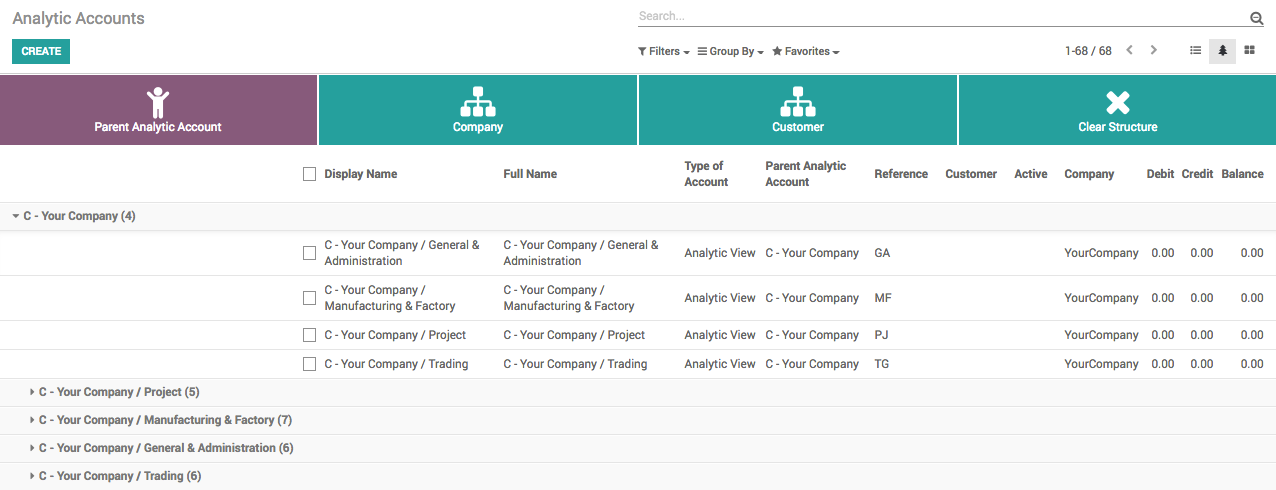 Analytic Accounts
Search...
CREATE
Filters
Group By
Favorites
1-68 / 68
Parent Analytic Account
Company
Customer
Clear Structure
Display Name
Full Name
Type of
Account
Parent Analytic
Account
Reference
Customer
Active
Company
Debit
Credit
Balance
C - Your Company (4)
C - Your Company / General &
Administration
C - Your Company / General &
Administration
Analytic View
C - Your Company
GA
YourCompany
0.00
0.00
0.00
C - Your Company /
Manufacturing & Factory
C - Your Company /
Manufacturing & Factory
Analytic View
C - Your Company
MF
YourCompany
0.00
0.00
0.00
C - Your Company / Project
C - Your Company / Project
Analytic View
C - Your Company
PJ
YourCompany
0.00
0.00
0.00
C - Your Company / Trading
C - Your Company / Trading
Analytic View
C - Your Company
TG
YourCompany
0.00
0.00
0.00
C - Your Company / Project (5)
C - Your Company / Manufacturing & Factory (7)
C - Your Company / General & Administration (6)
C - Your Company / Trading (6)